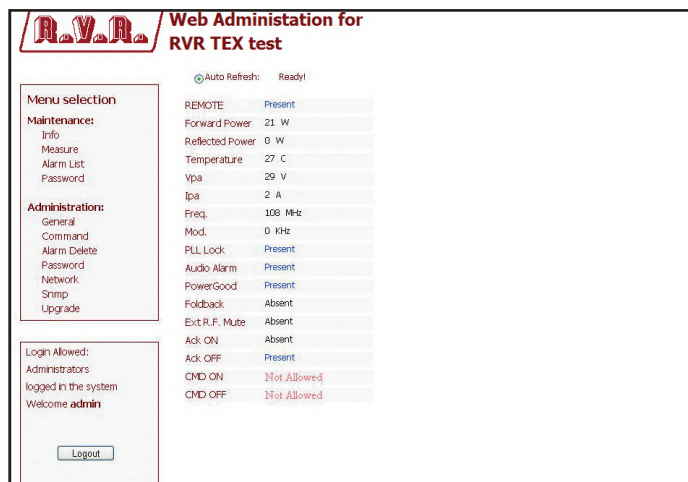 R.V.R.
Web Administation for
RVR TEX test
Auto Refresh: Ready!
Menu selection
Maintenance:
Info
Measure
Alarm List
Password
Administration:
General
Command
Alarm Delete
Password
Network
Snmp
Upgrade
Login Allowed:
Administrators
logged in the system
Welcome admin
Logout
REMOTE Present
Forward Power 21 W
Reflected Power 0 W
Temperature 27 C
Vpa 29 V
Ipa 2 A
Freq. 108 MHz
Mod. 0 KHz
PLL Lock Present
Audio Alarm Present
PowerGood Present
Foldback Absent
Ext R.F. Mute Absent
Ack ON Absent
Ack OFF Present
CMD ON Not Allowed
CMD OFF Not Allowed